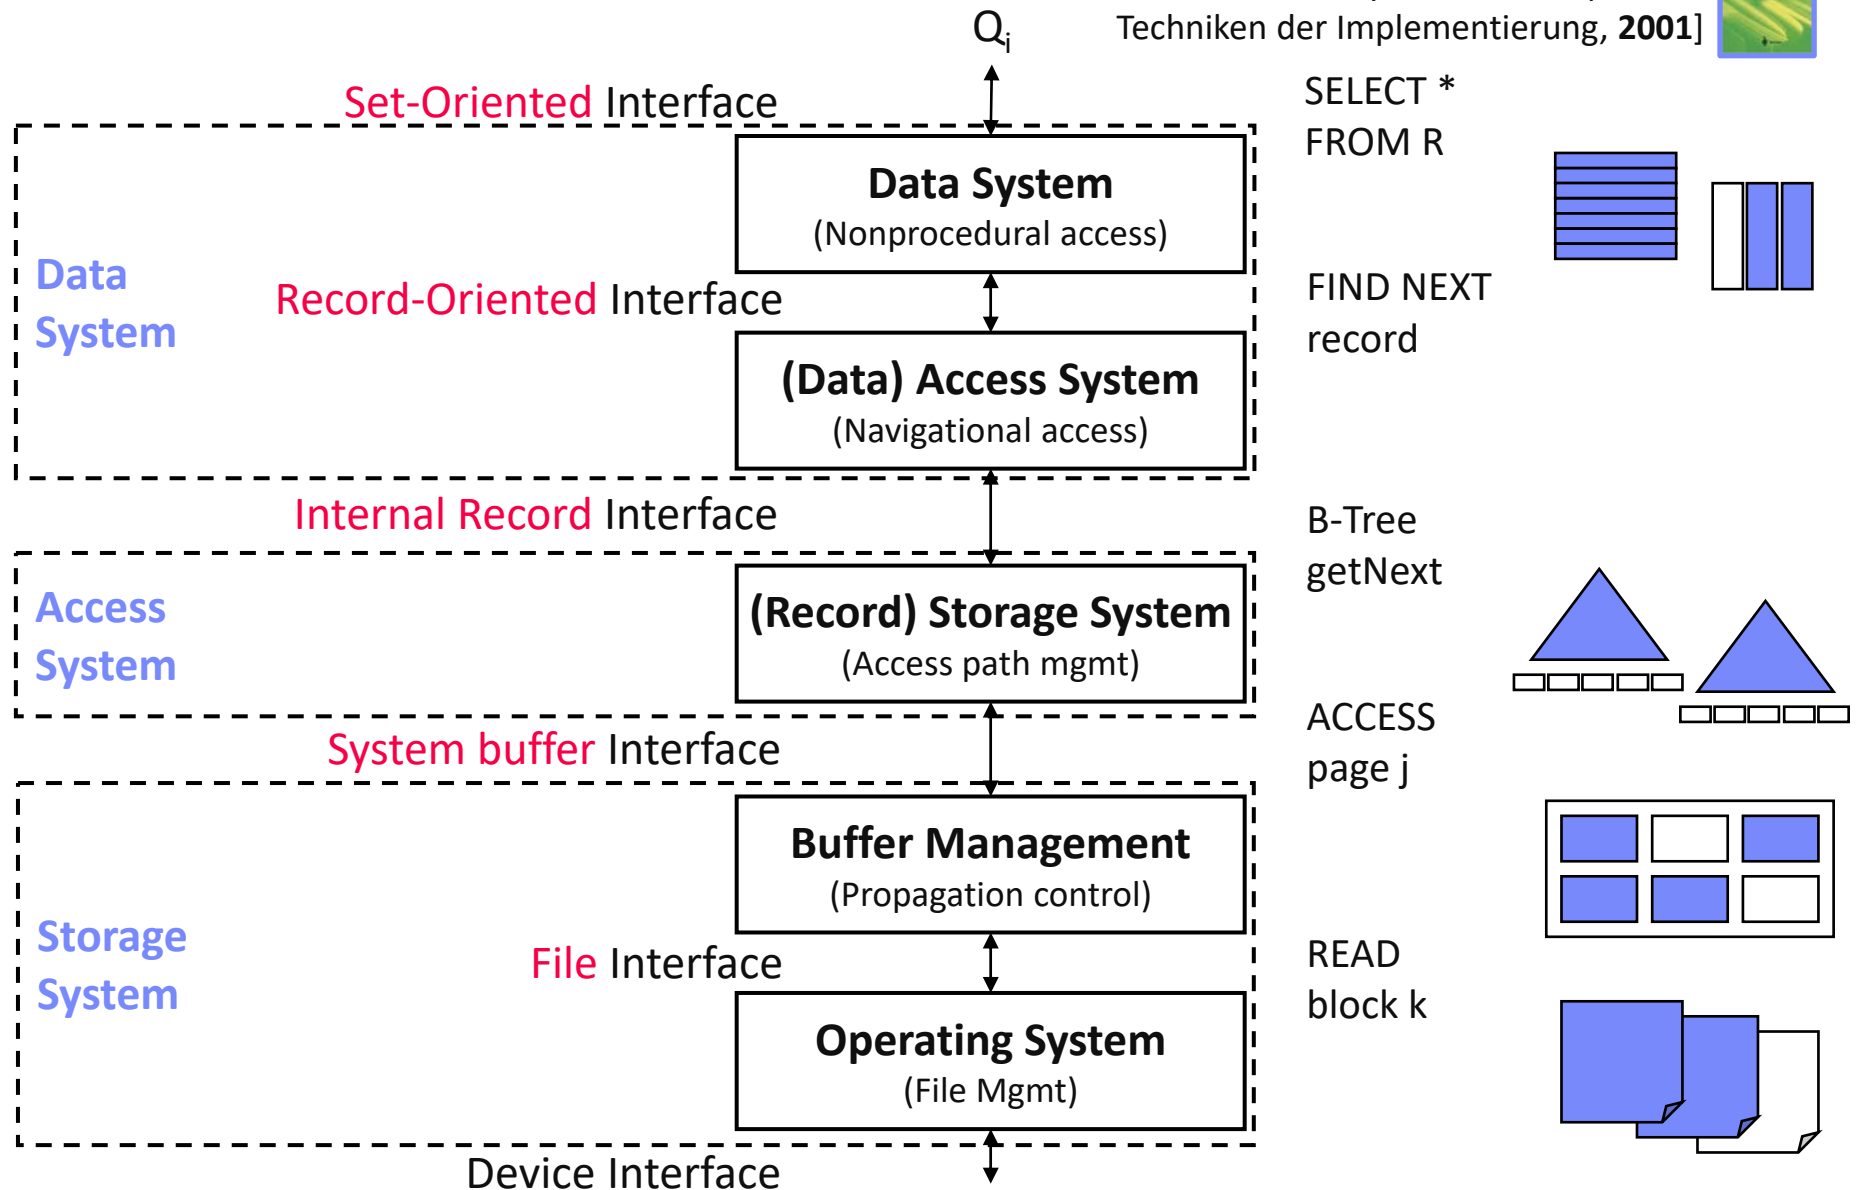 Techniken der Implementierung, 2001]
Qi
Set-Oriented Interface
SELECT *
FROM R
Data System
(Nonprocedural access)
Data
System
Record-Oriented Interface
FIND NEXT
record
(Data) Access System
(Navigational access)
Internal Record Interface
B-Tree
getNext
Access
System
(Record) Storage System
(Access path mgmt)
System buffer Interface
ACCESS
page j
Buffer Management
(Propagation control)
Storage
System
File Interface
READ
block k
Operating System
(File Mgmt)
Device Interface